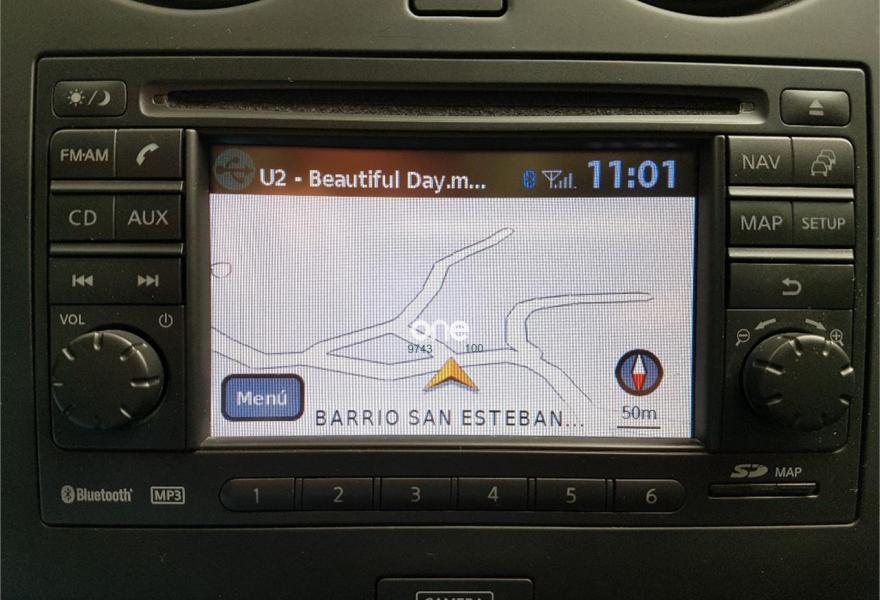 FM·AM
CD AUX
VOL
U2 - Beautiful Day.m...
11:01
one
9743 100
Menú
BARRIO SAN ESTEBAN...
50m
NAV
MAP SETUP
Bluetooth
MP3
1 2 3 4 5 6
SD MAP
CAMERA